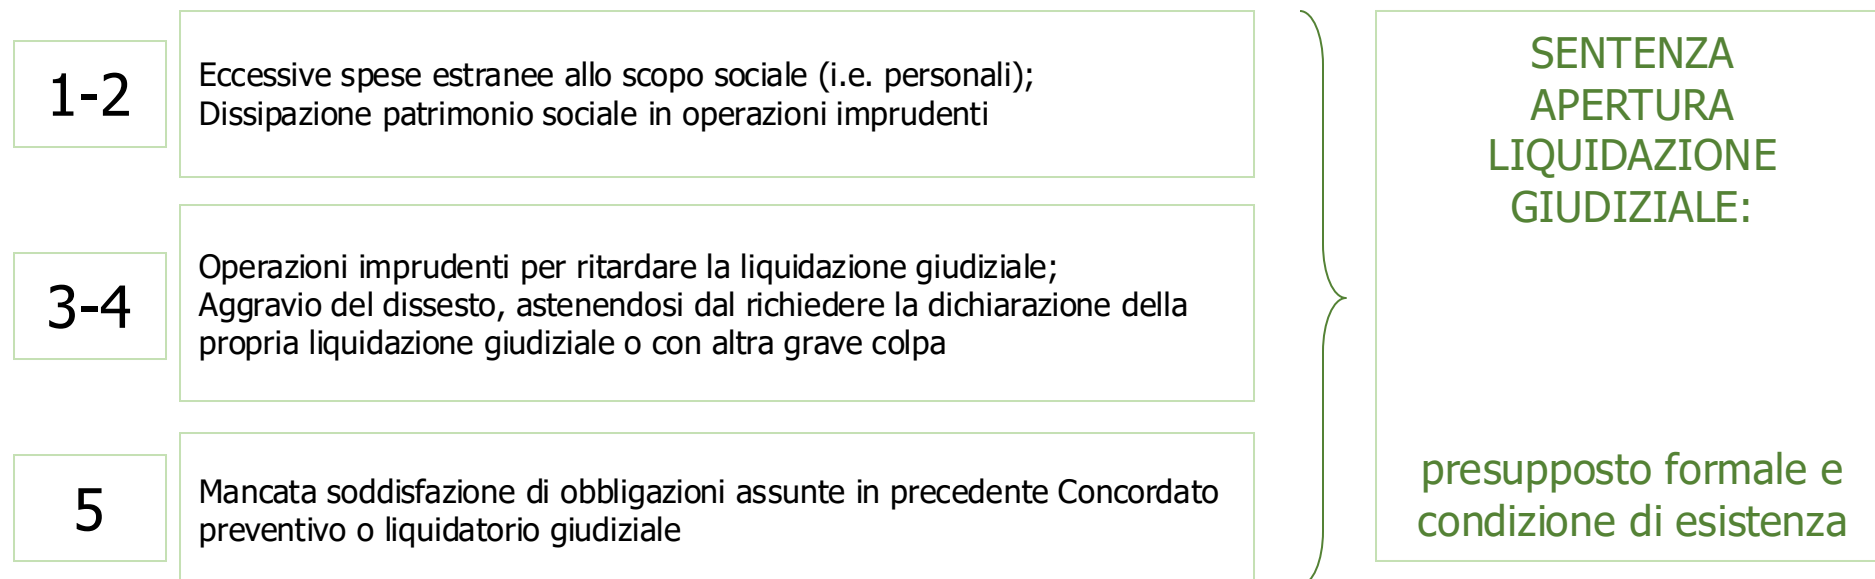 1-2
Eccessive spese estranee allo scopo sociale (i.e. personali);
Dissipazione patrimonio sociale in operazioni imprudenti
3-4
Operazioni imprudenti per ritardare la liquidazione giudiziale;
Aggravio del dissesto, astenendosi dal richiedere la dichiarazione della
propria liquidazione giudiziale o con altra grave colpa
5
Mancata soddisfazione di obbligazioni assunte in precedente Concordato
preventivo o liquidatorio giudiziale
SENTENZA
APERTURA
LIQUIDAZIONE
GIUDIZIALE:
presupposto formale e
condizione di esistenza